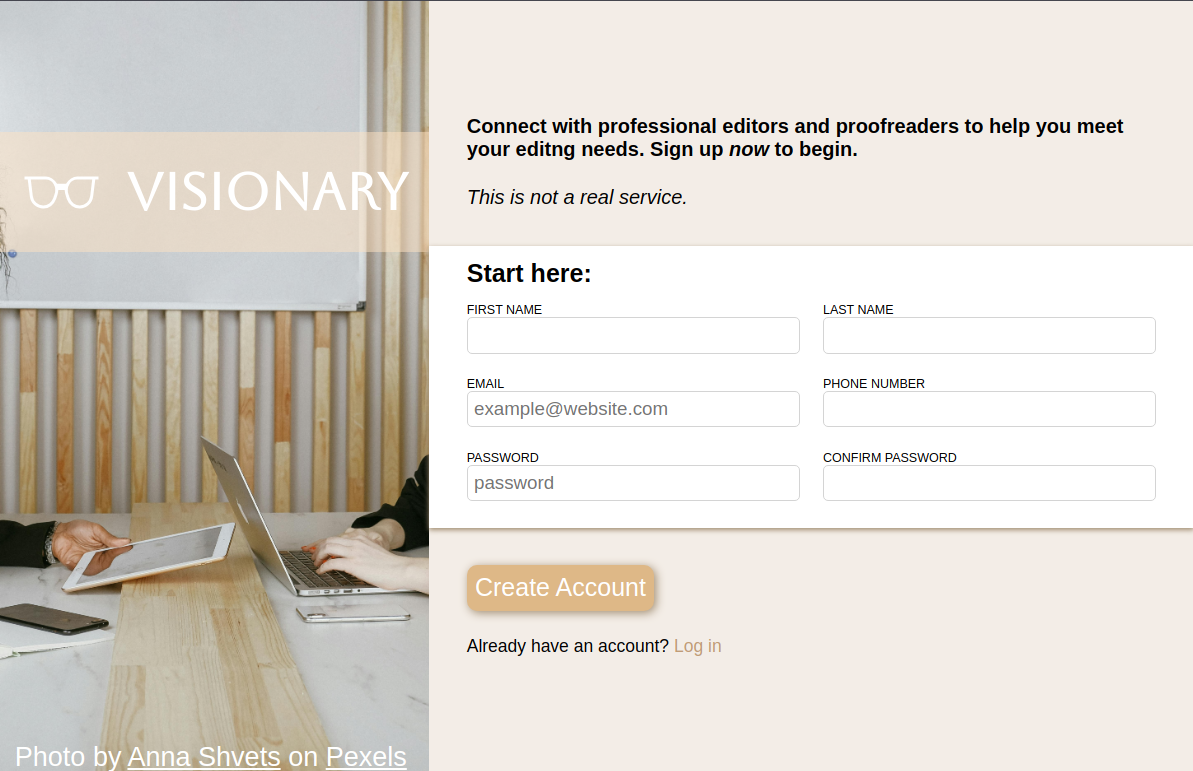 VISIONARY
Photo by Anna Shvets on Pexels
Connect with professional editors and proofreaders to help you meet
your editng needs. Sign up now to begin.
This is not a real service.
Start here:
FIRST NAME
LAST NAME
EMAIL
example@website.com
PHONE NUMBER
PASSWORD
password
CONFIRM PASSWORD
Create Account
Already have an account? Log in